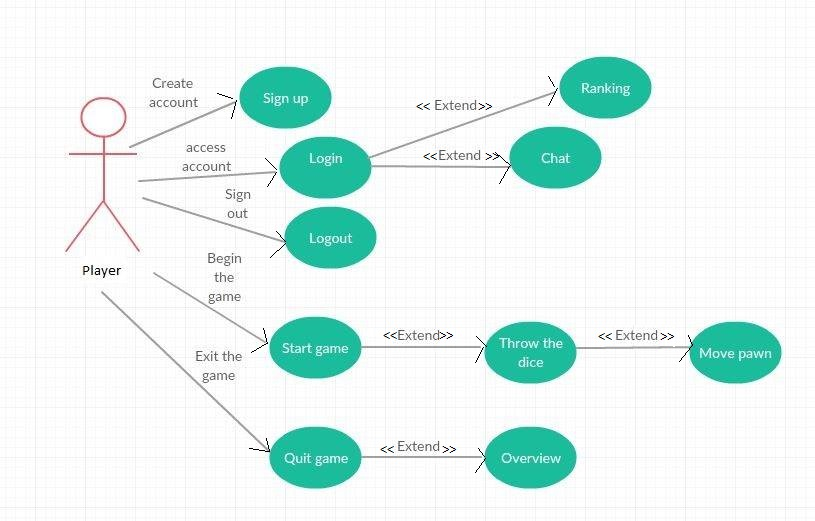 Create
account
Sign up
<< Extend>>
Ranking
access
account
Login
<<Extend >>
Chat
Sign
out
Logout
Player
Begin
the
game
Start game
<<Extend>>
Throw the
dice
<< Extend>>
Move pawn
Exit the
game
Quit game
<< Extend >>
Overview